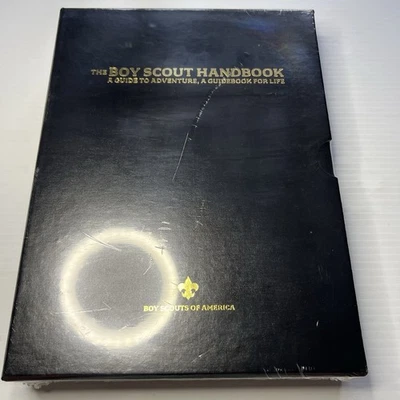 THE BOY SCOUT HANDBOOK
A GUIDE TO ADVENTURE, A GUIDEBOOK FOR LIFE
BOY SCOUTS OF AMERICA